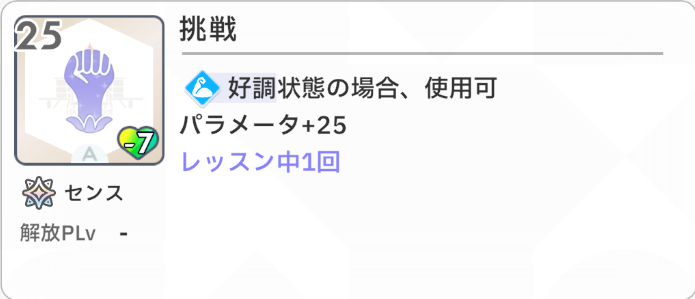 25
挑戦
好調状態の場合、使用可
パラメータ+25
レッスン中1回
-7
A
センス
解放PLv -